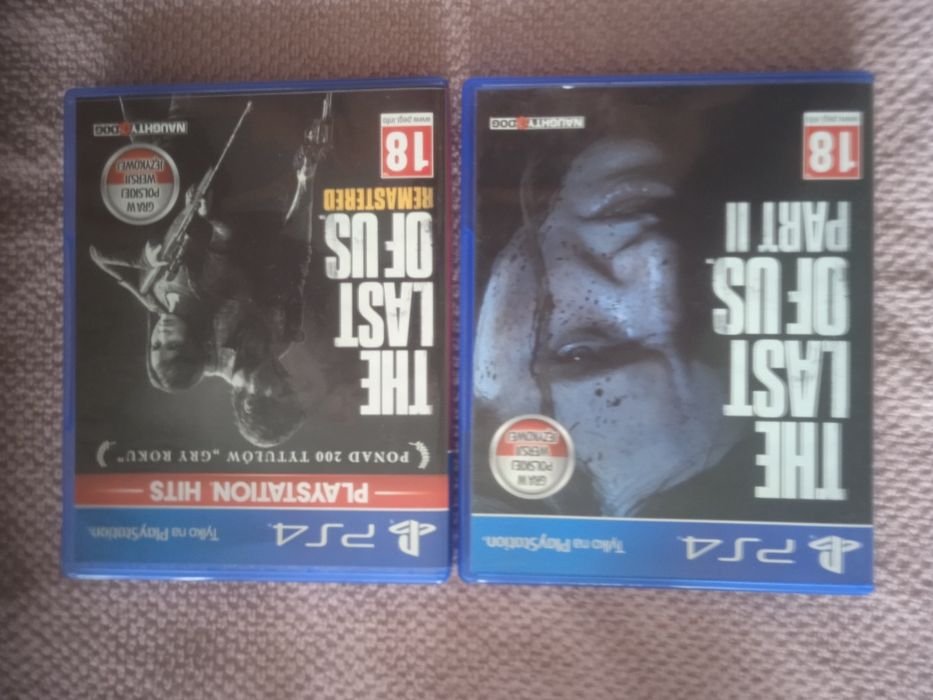 PS4
Tylko na PlayStation.
PLAYSTATION HITS
PONAD 200 TYTUŁÓW „GRY ROKU"
THE
LAST
OF US
REMASTERED
GRA W
POLSKIEJ
WERSJI
JĘZYKOWEJ
18
www.pegi.info
NAUGHTY DOG
PS4
Tylko na PlayStation.
GRA W
POLSKIEJ
WERSJI
JĘZYKOWEJ
THE
LAST
OF US
PART II
18
www.pegi.info
NAUGHTY DOG